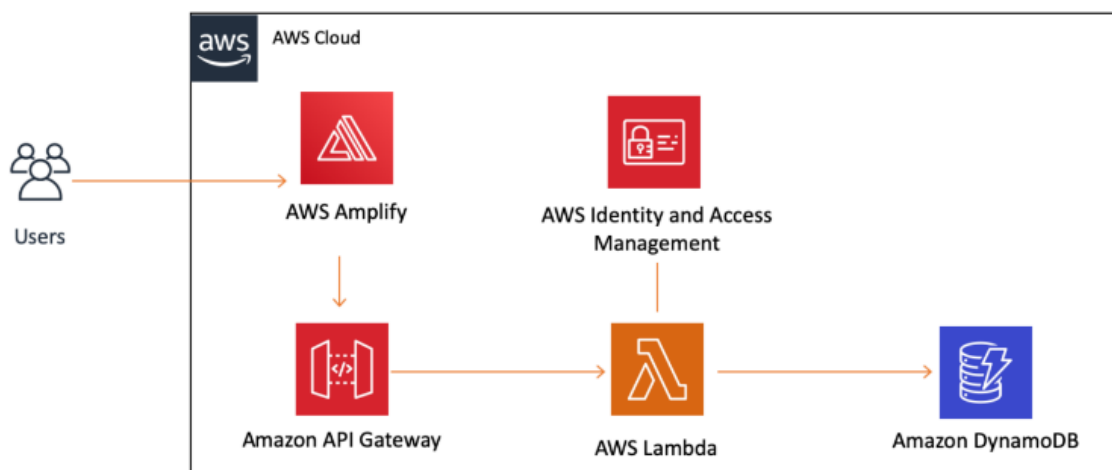 aws
AWS Cloud
Users
AWS Amplify
AWS Identity and Access
Management
</>
Amazon API Gateway
AWS Lambda
Amazon DynamoDB